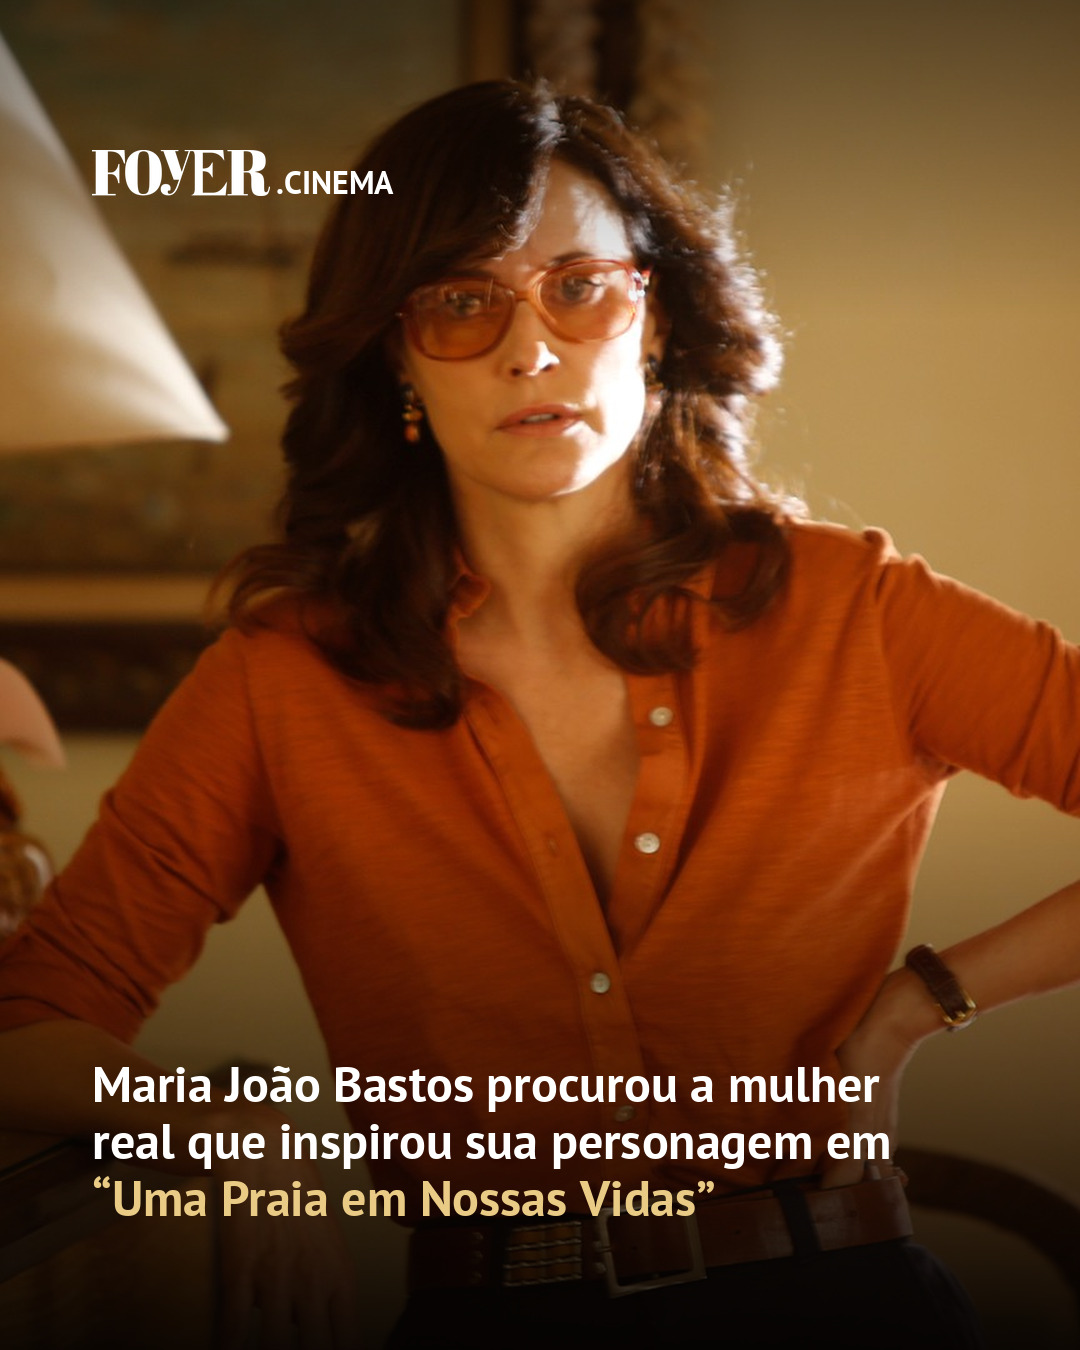 FOYER.CINEMA
Maria João Bastos procurou a mulher
real que inspirou sua personagem em
“Uma Praia em Nossas Vidas”